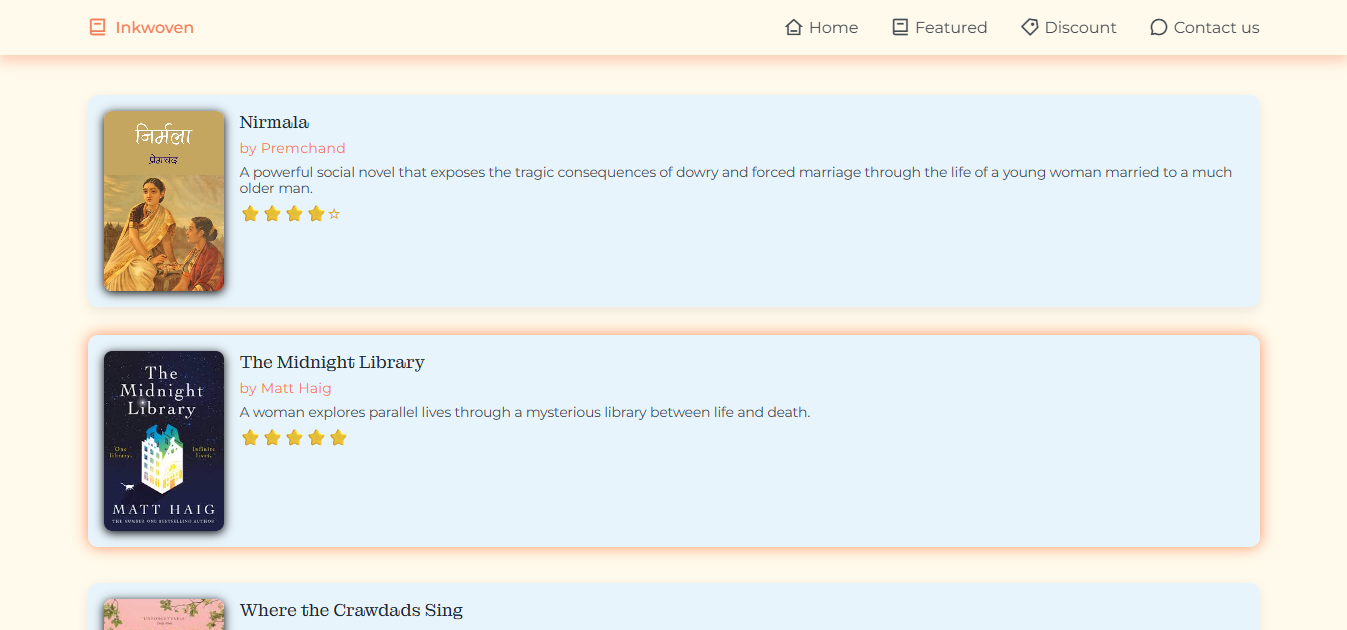 Inkwoven
Home Featured Discount Contact us
निर्मला
प्रेमचंद
Nirmala
by Premchand
A powerful social novel that exposes the tragic consequences of dowry and forced marriage through the life of a young woman married to a much
older man.
The
Midnight
Library
One
library.
Infinite
lives.
MATT HAIG
THE NUMBER ONE BESTSELLING AUTHOR
The Midnight Library
by Matt Haig
A woman explores parallel lives through a mysterious library between life and death.
Where the Crawdads Sing